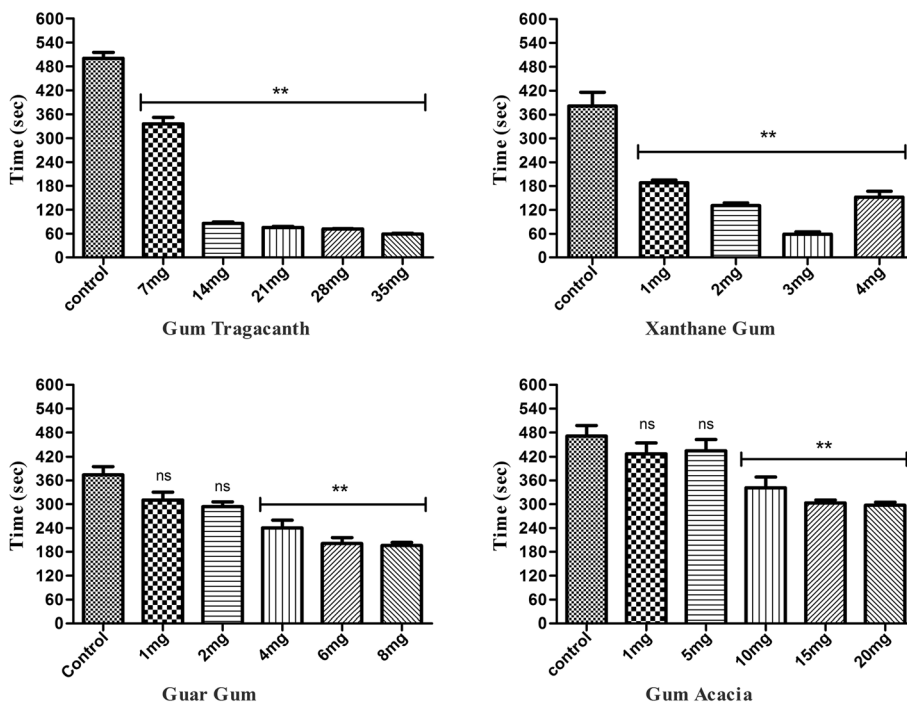 600
540
480
420
360
300
240
180
120
60
0
Time (sec)
**
control
7mg
14mg
21mg
28mg
35mg
Gum Tragacanth
600
540
480
420
360
300
240
180
120
60
0
Time (sec)
**
control
1mg
2mg
3mg
4mg
Xanthane Gum
600
540
480
420
360
300
240
180
120
60
0
Time (sec)
ns
ns
**
Control
1mg
2mg
4mg
6mg
8mg
Guar Gum
600
540
480
420
360
300
240
180
120
60
0
Time (sec)
ns
ns
**
control
1mg
5mg
10mg
15mg
20mg
Gum Acacia